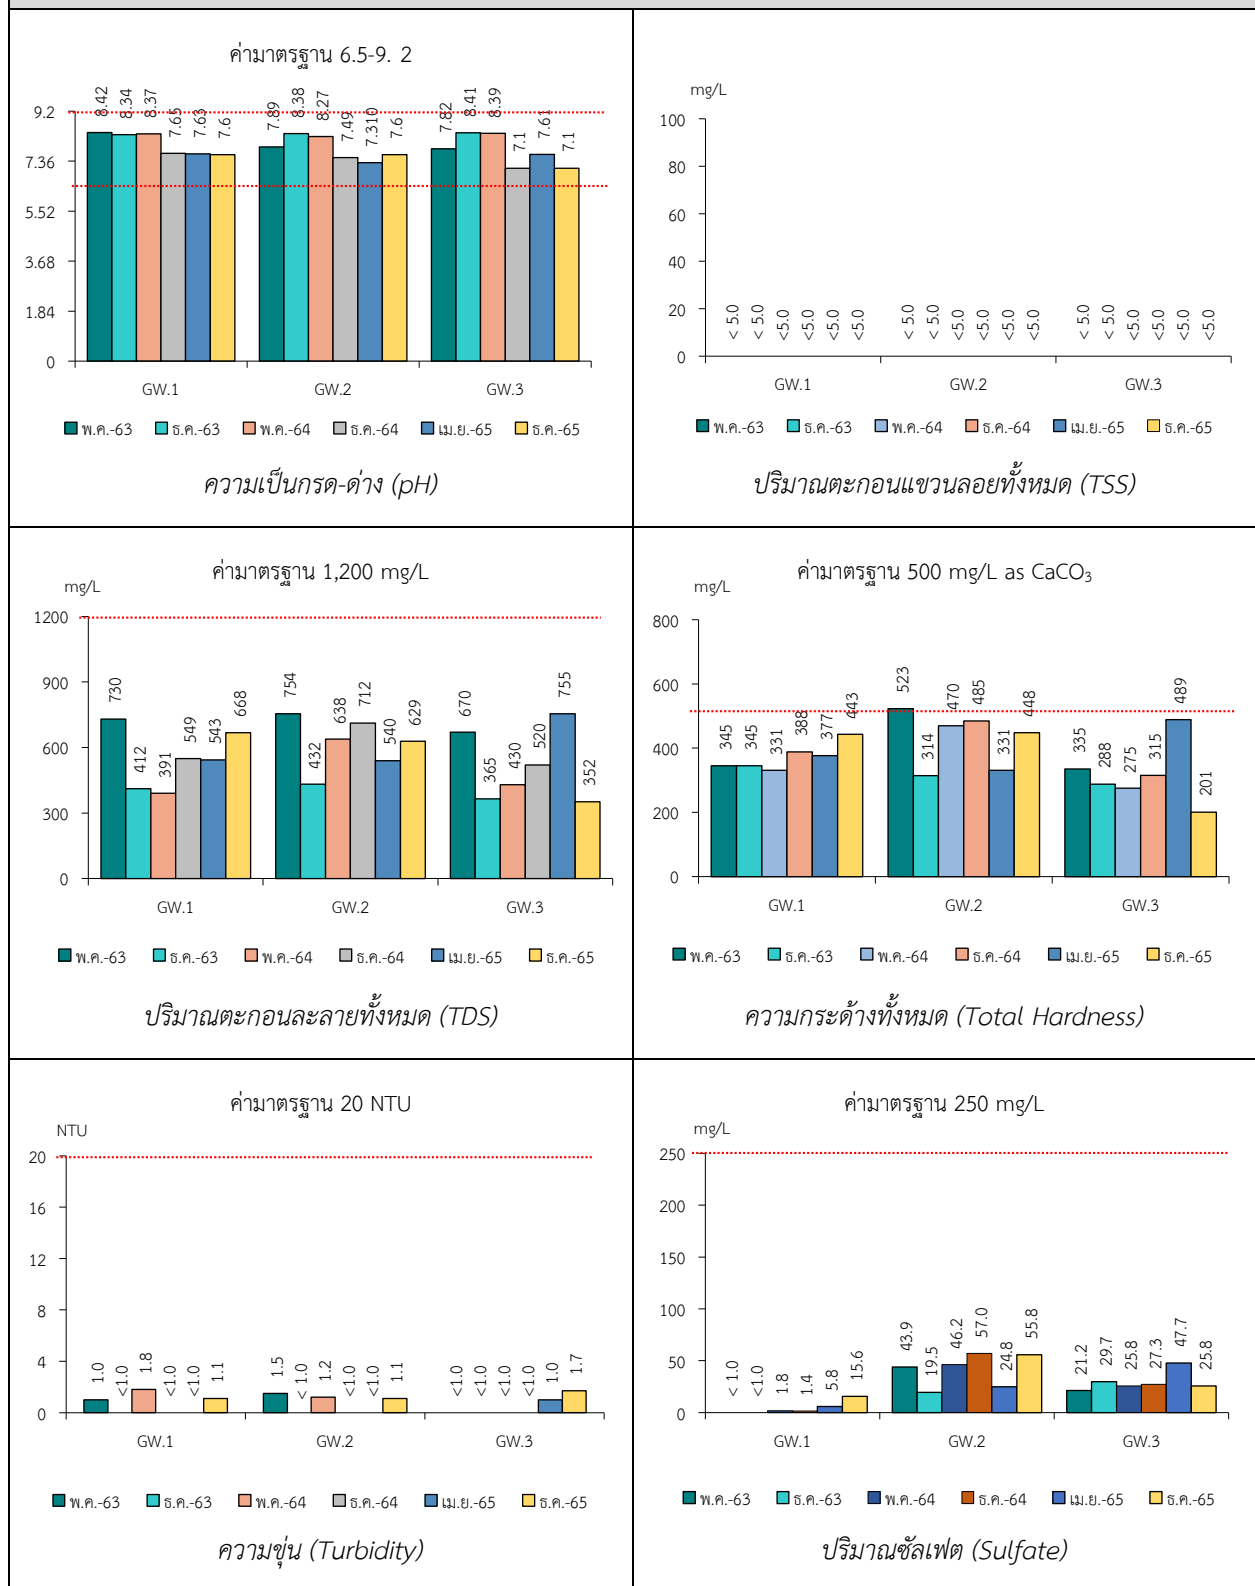 ค่ามาตรฐาน 6.5-9. 2
8.42 8.34 8.37 7.65 7.63 7.6 7.89 8.38 8.27 7.49 7.310 7.6 7.82 8.41 8.39 7.1 7.61 7.1
9.2
7.36
5.52
3.68
1.84
0
GW.1 GW.2 GW.3
พ.ค.-63 ธ.ค.-63 พ.ค.-64 ธ.ค.-64 เม.ย.-65 ธ.ค.-65
ความเป็นกรด-ด่าง (pH)
mg/L
100
80
60
40
20
0
< 5.0 < 5.0 <5.0 <5.0 <5.0 <5.0 < 5.0 < 5.0 <5.0 <5.0 <5.0 <5.0 < 5.0 < 5.0 <5.0 <5.0 <5.0 <5.0
GW.1 GW.2 GW.3
พ.ค.-63 ธ.ค.-63 พ.ค.-64 ธ.ค.-64 เม.ย.-65 ธ.ค.-65
ปริมาณตะกอนแขวนลอยทั้งหมด (TSS)
ค่ามาตรฐาน 1,200 mg/L
mg/L
1200
900
600
300
0
730 412 391 549 543 668 754 432 638 712 540 629 670 365 430 520 755 352
GW.1 GW.2 GW.3
พ.ค.-63 ธ.ค.-63 พ.ค.-64 ธ.ค.-64 เม.ย.-65 ธ.ค.-65
ปริมาณตะกอนละลายทั้งหมด (TDS)
ค่ามาตรฐาน 500 mg/L as CaCO₃
mg/L
800
600
400
200
0
345 345 331 388 377 443 523 314 470 485 331 448 335 288 275 315 489 201
GW.1 GW.2 GW.3
พ.ค.-63 ธ.ค.-63 พ.ค.-64 ธ.ค.-64 เม.ย.-65 ธ.ค.-65
ความกระด้างทั้งหมด (Total Hardness)
ค่ามาตรฐาน 20 NTU
NTU
20
16
12
8
4
0
1.0 <1.0 1.8 <1.0 <1.0 1.1 1.5 < 1.0 1.2 <1.0 <1.0 1.1 <1.0 <1.0 <1.0 <1.0 1.0 1.7
GW.1 GW.2 GW.3
พ.ค.-63 ธ.ค.-63 พ.ค.-64 ธ.ค.-64 เม.ย.-65 ธ.ค.-65
ความขุ่น (Turbidity)
ค่ามาตรฐาน 250 mg/L
mg/L
250
200
150
100
50
0
< 1.0 <1.0 1.8 1.4 5.8 15.6 43.9 19.5 46.2 57.0 24.8 55.8 21.2 29.7 25.8 27.3 47.7 25.8
GW.1 GW.2 GW.3
พ.ค.-63 ธ.ค.-63 พ.ค.-64 ธ.ค.-64 เม.ย.-65 ธ.ค.-65
ปริมาณซัลเฟต (Sulfate)